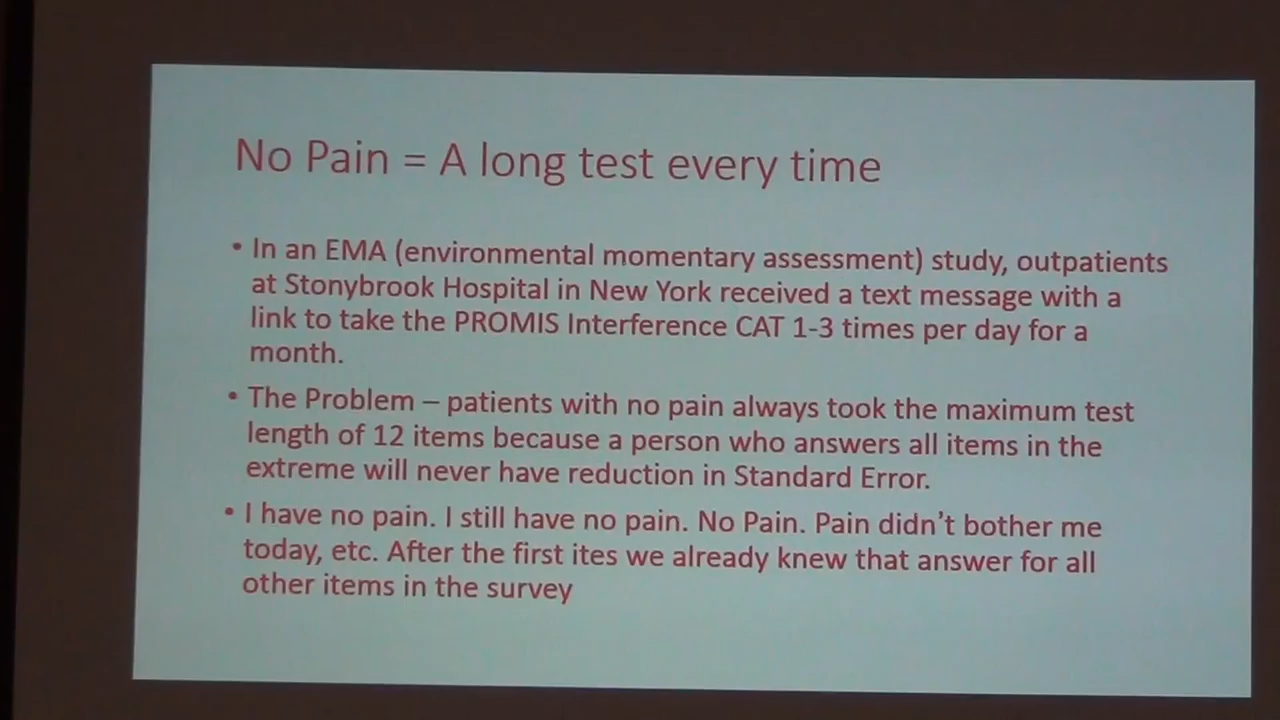 No Pain = A long test every time
• In an EMA (environmental momentary assessment) study, outpatients
at Stonybrook Hospital in New York received a text message with a
link to take the PROMIS Interference CAT 1-3 times per day for a
month.
• The Problem – patients with no pain always took the maximum test
length of 12 items because a person who answers all items in the
extreme will never have reduction in Standard Error.
• I have no pain. I still have no pain. No Pain. Pain didn't bother me
today, etc. After the first ites we already knew that answer for all
other items in the survey